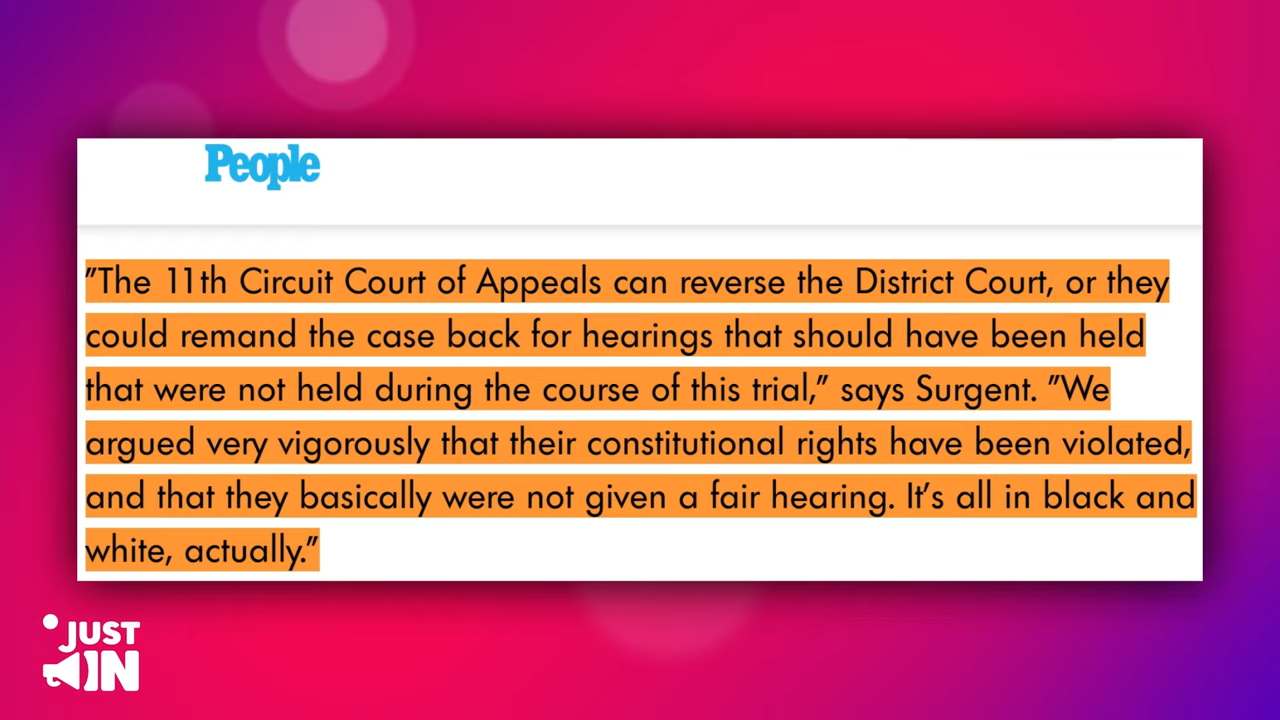 People
"The 11th Circuit Court of Appeals can reverse the District Court, or they
could remand the case back for hearings that should have been held
that were not held during the course of this trial,” says Surgent. "We
argued very vigorously that their constitutional rights have been violated,
and that they basically were not given a fair hearing. It’s all in black and
white, actually.”
JUST
IN